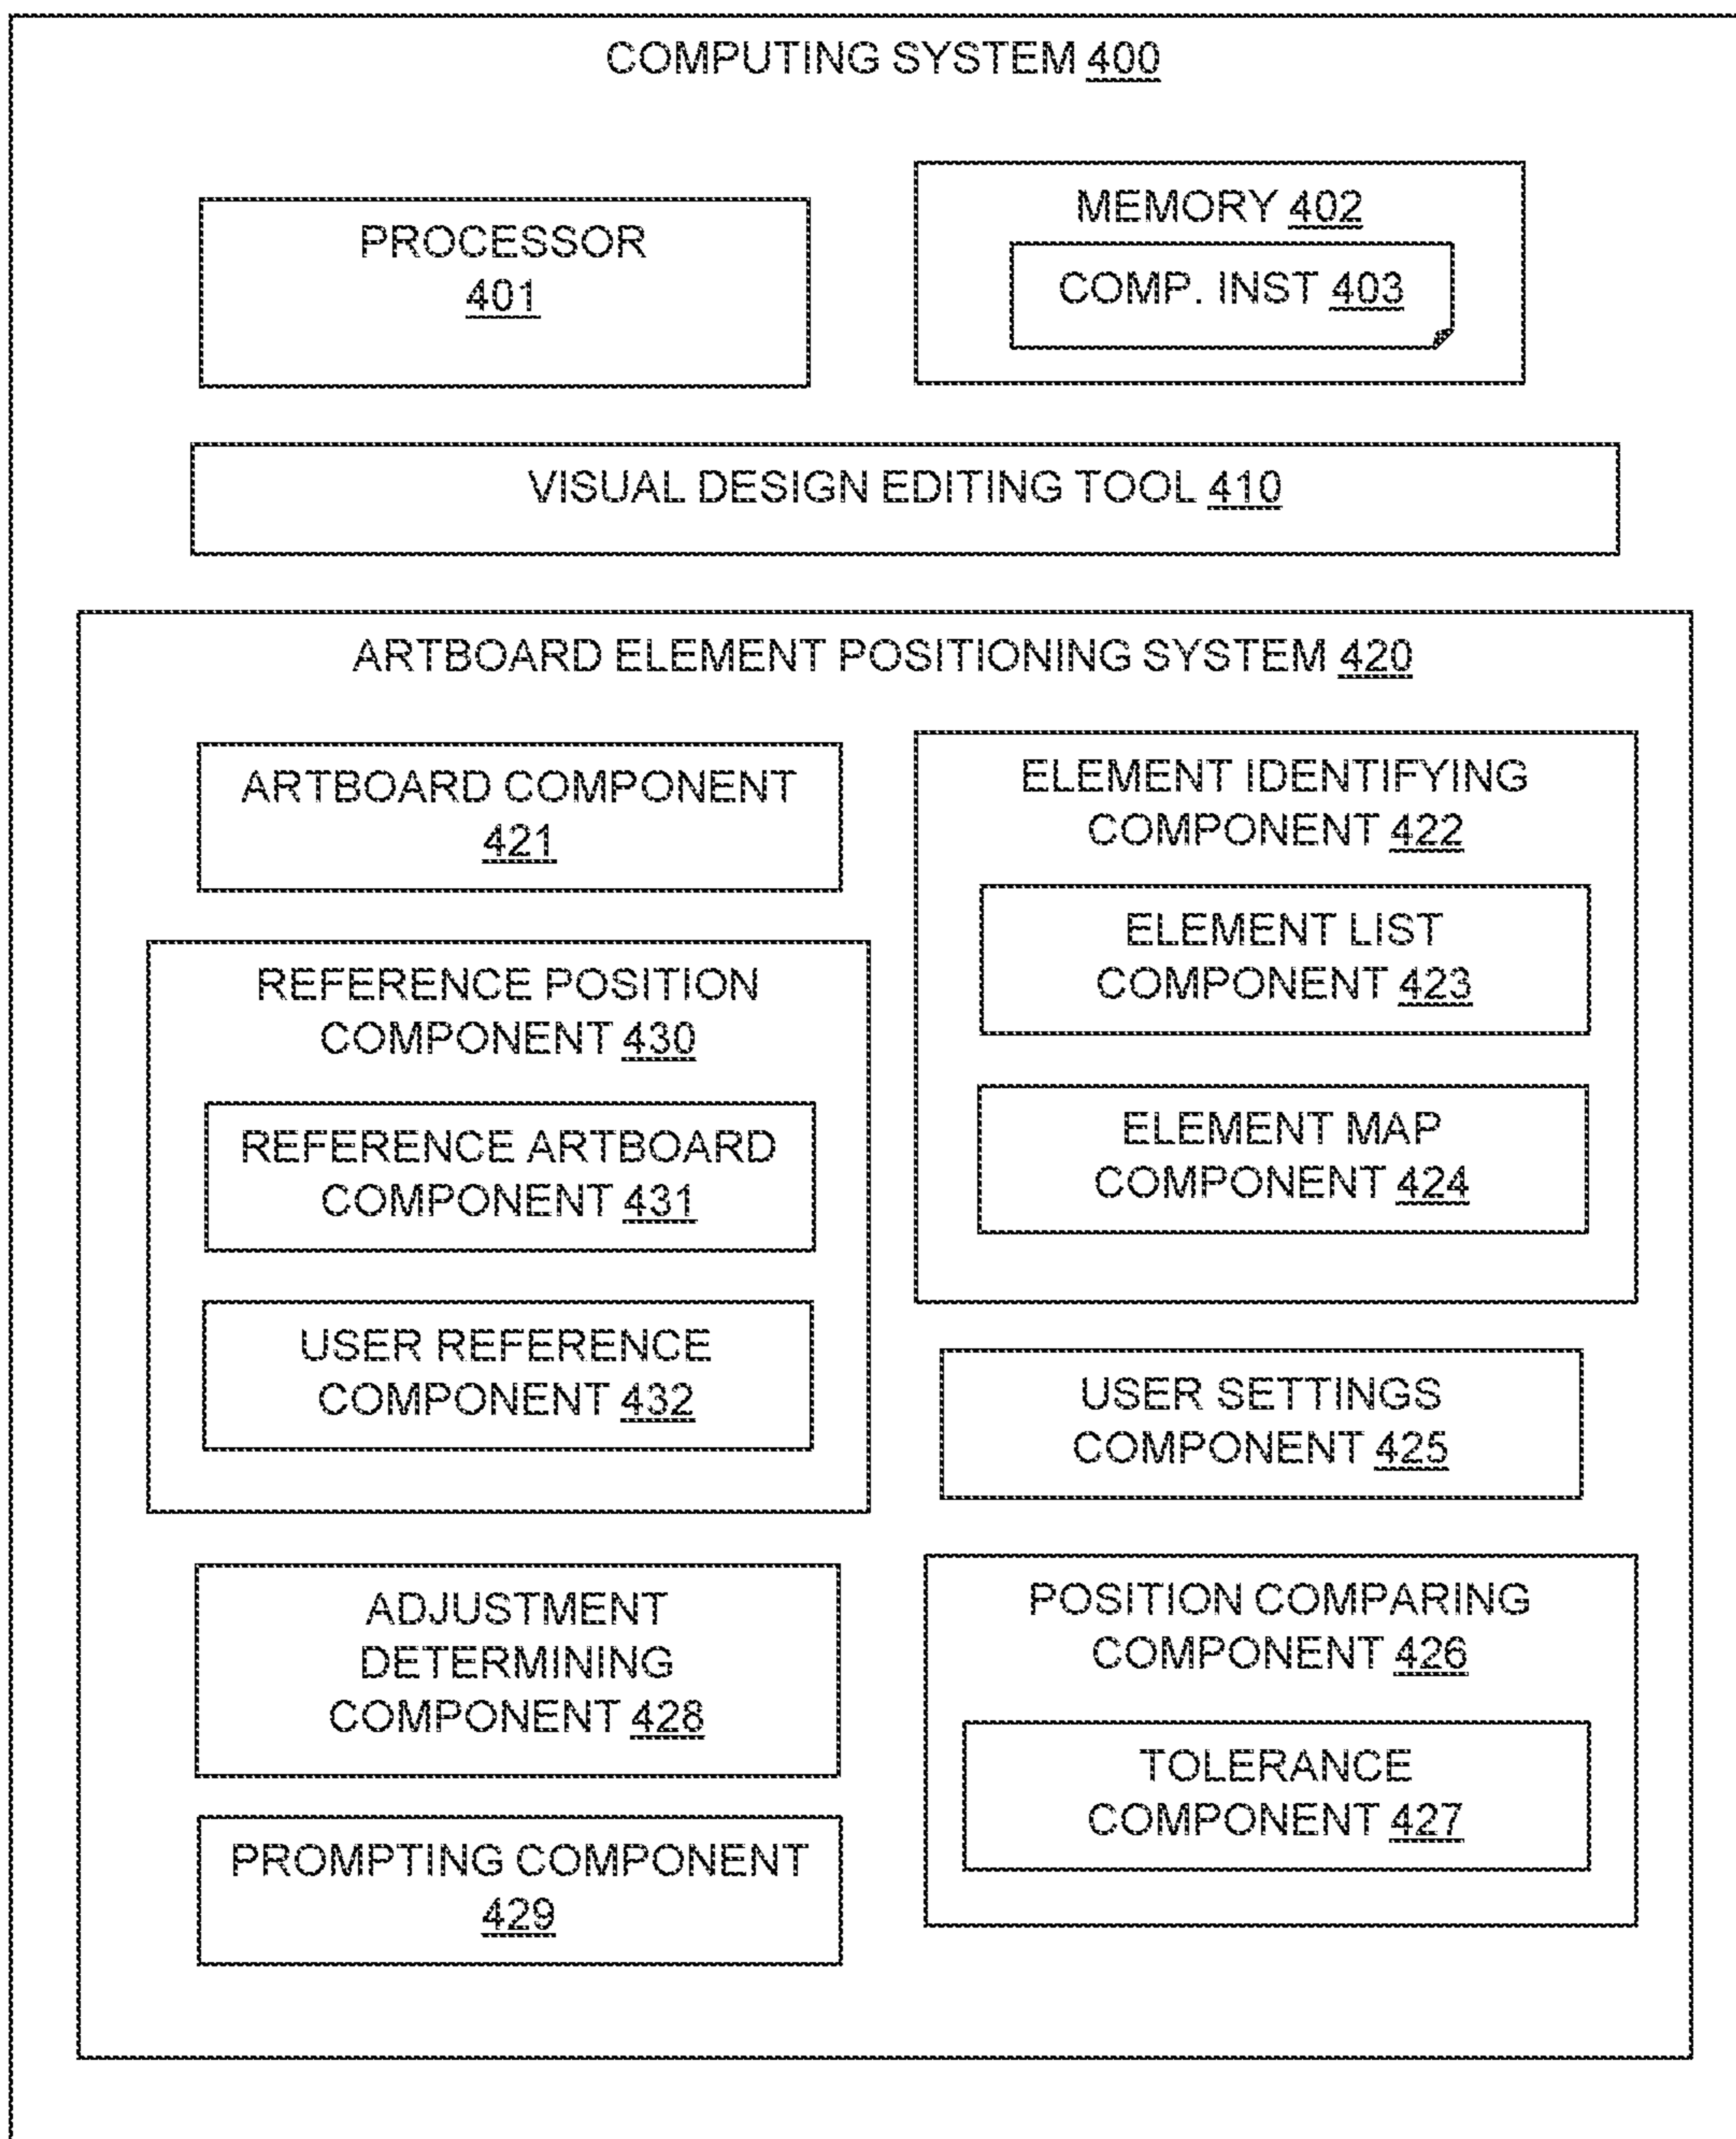 COMPUTING SYSTEM 400
PROCESSOR
401
MEMORY 402
COMP. INST 403
VISUAL DESIGN EDITING TOOL 410
ARTBOARD ELEMENT POSITIONING SYSTEM 420
ARTBOARD COMPONENT
421
REFERENCE POSITION
COMPONENT 430
REFERENCE ARTBOARD
COMPONENT 431
USER REFERENCE
COMPONENT 432
ADJUSTMENT
DETERMINING
COMPONENT 428
PROMPTING COMPONENT
429
ELEMENT IDENTIFYING
COMPONENT 422
ELEMENT LIST
COMPONENT 423
ELEMENT MAP
COMPONENT 424
USER SETTINGS
COMPONENT 425
POSITION COMPARING
COMPONENT 426
TOLERANCE
COMPONENT 427